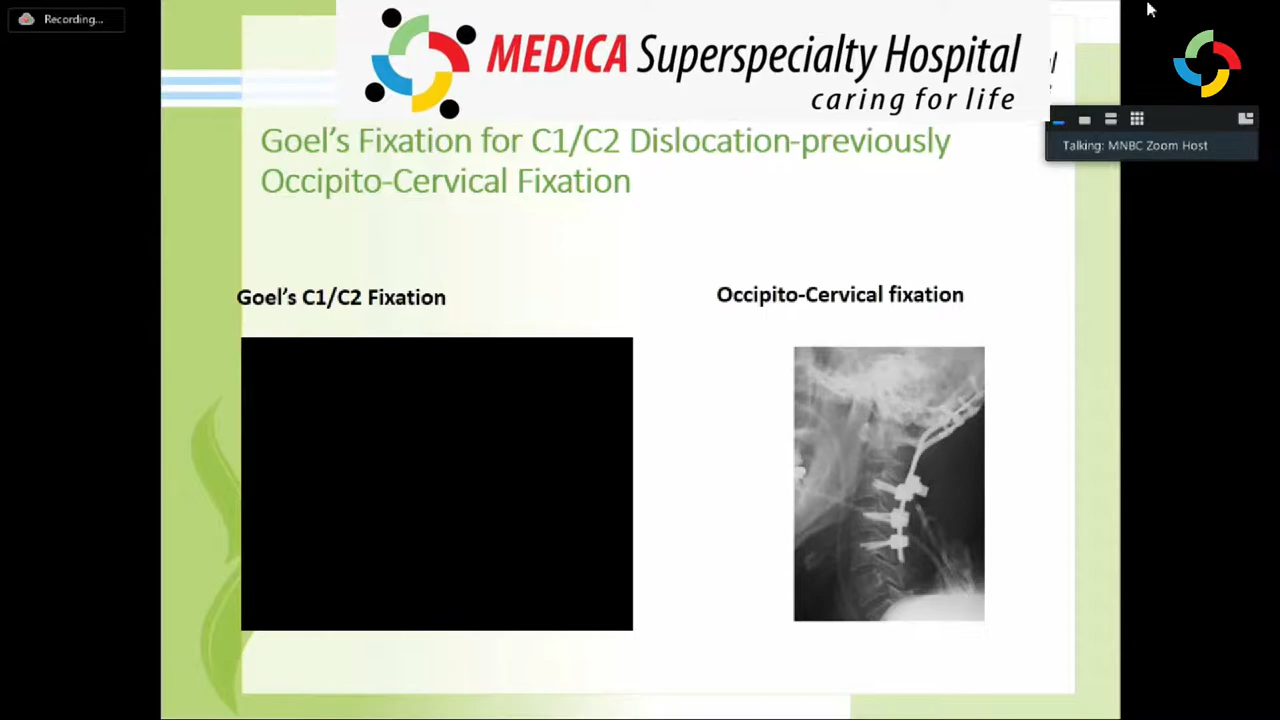 Recording...
MEDICA Superspecialty Hospital
caring for life
Talking: MNBC Zoom Host
Goel's Fixation for C1/C2 Dislocation-previously
Occipito-Cervical Fixation
Goel's C1/C2 Fixation
Occipito-Cervical fixation